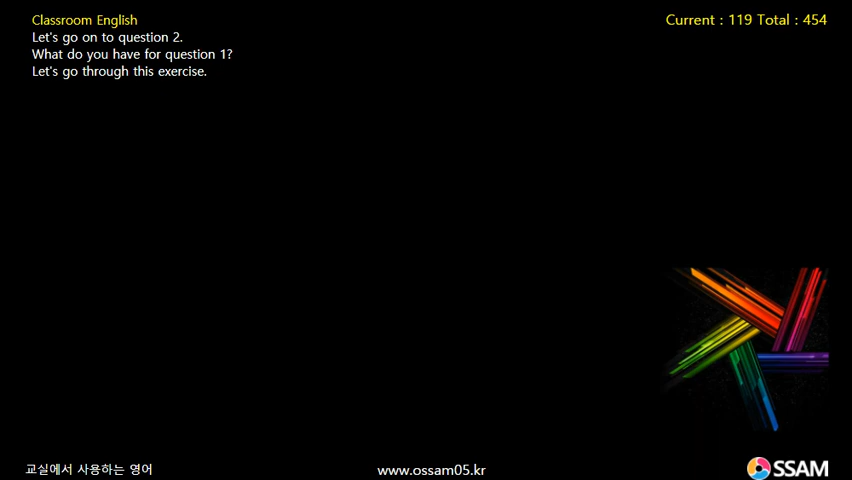 Classroom English
Current : 119 Total : 454
Let's go on to question 2.
What do you have for question 1?
Let's go through this exercise.
교실에서 사용하는 영어
www.ossam05.kr
SSAM